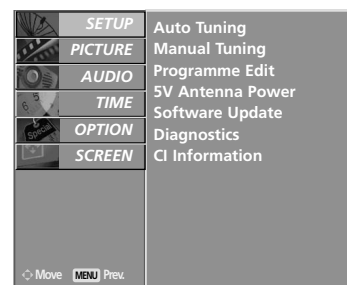 SETUP
PICTURE
AUDIO
TIME
OPTION
SCREEN
Auto Tuning
Manual Tuning
Programme Edit
5V Antenna Power
Software Update
Diagnostics
CI Information
Move MENU Prev.